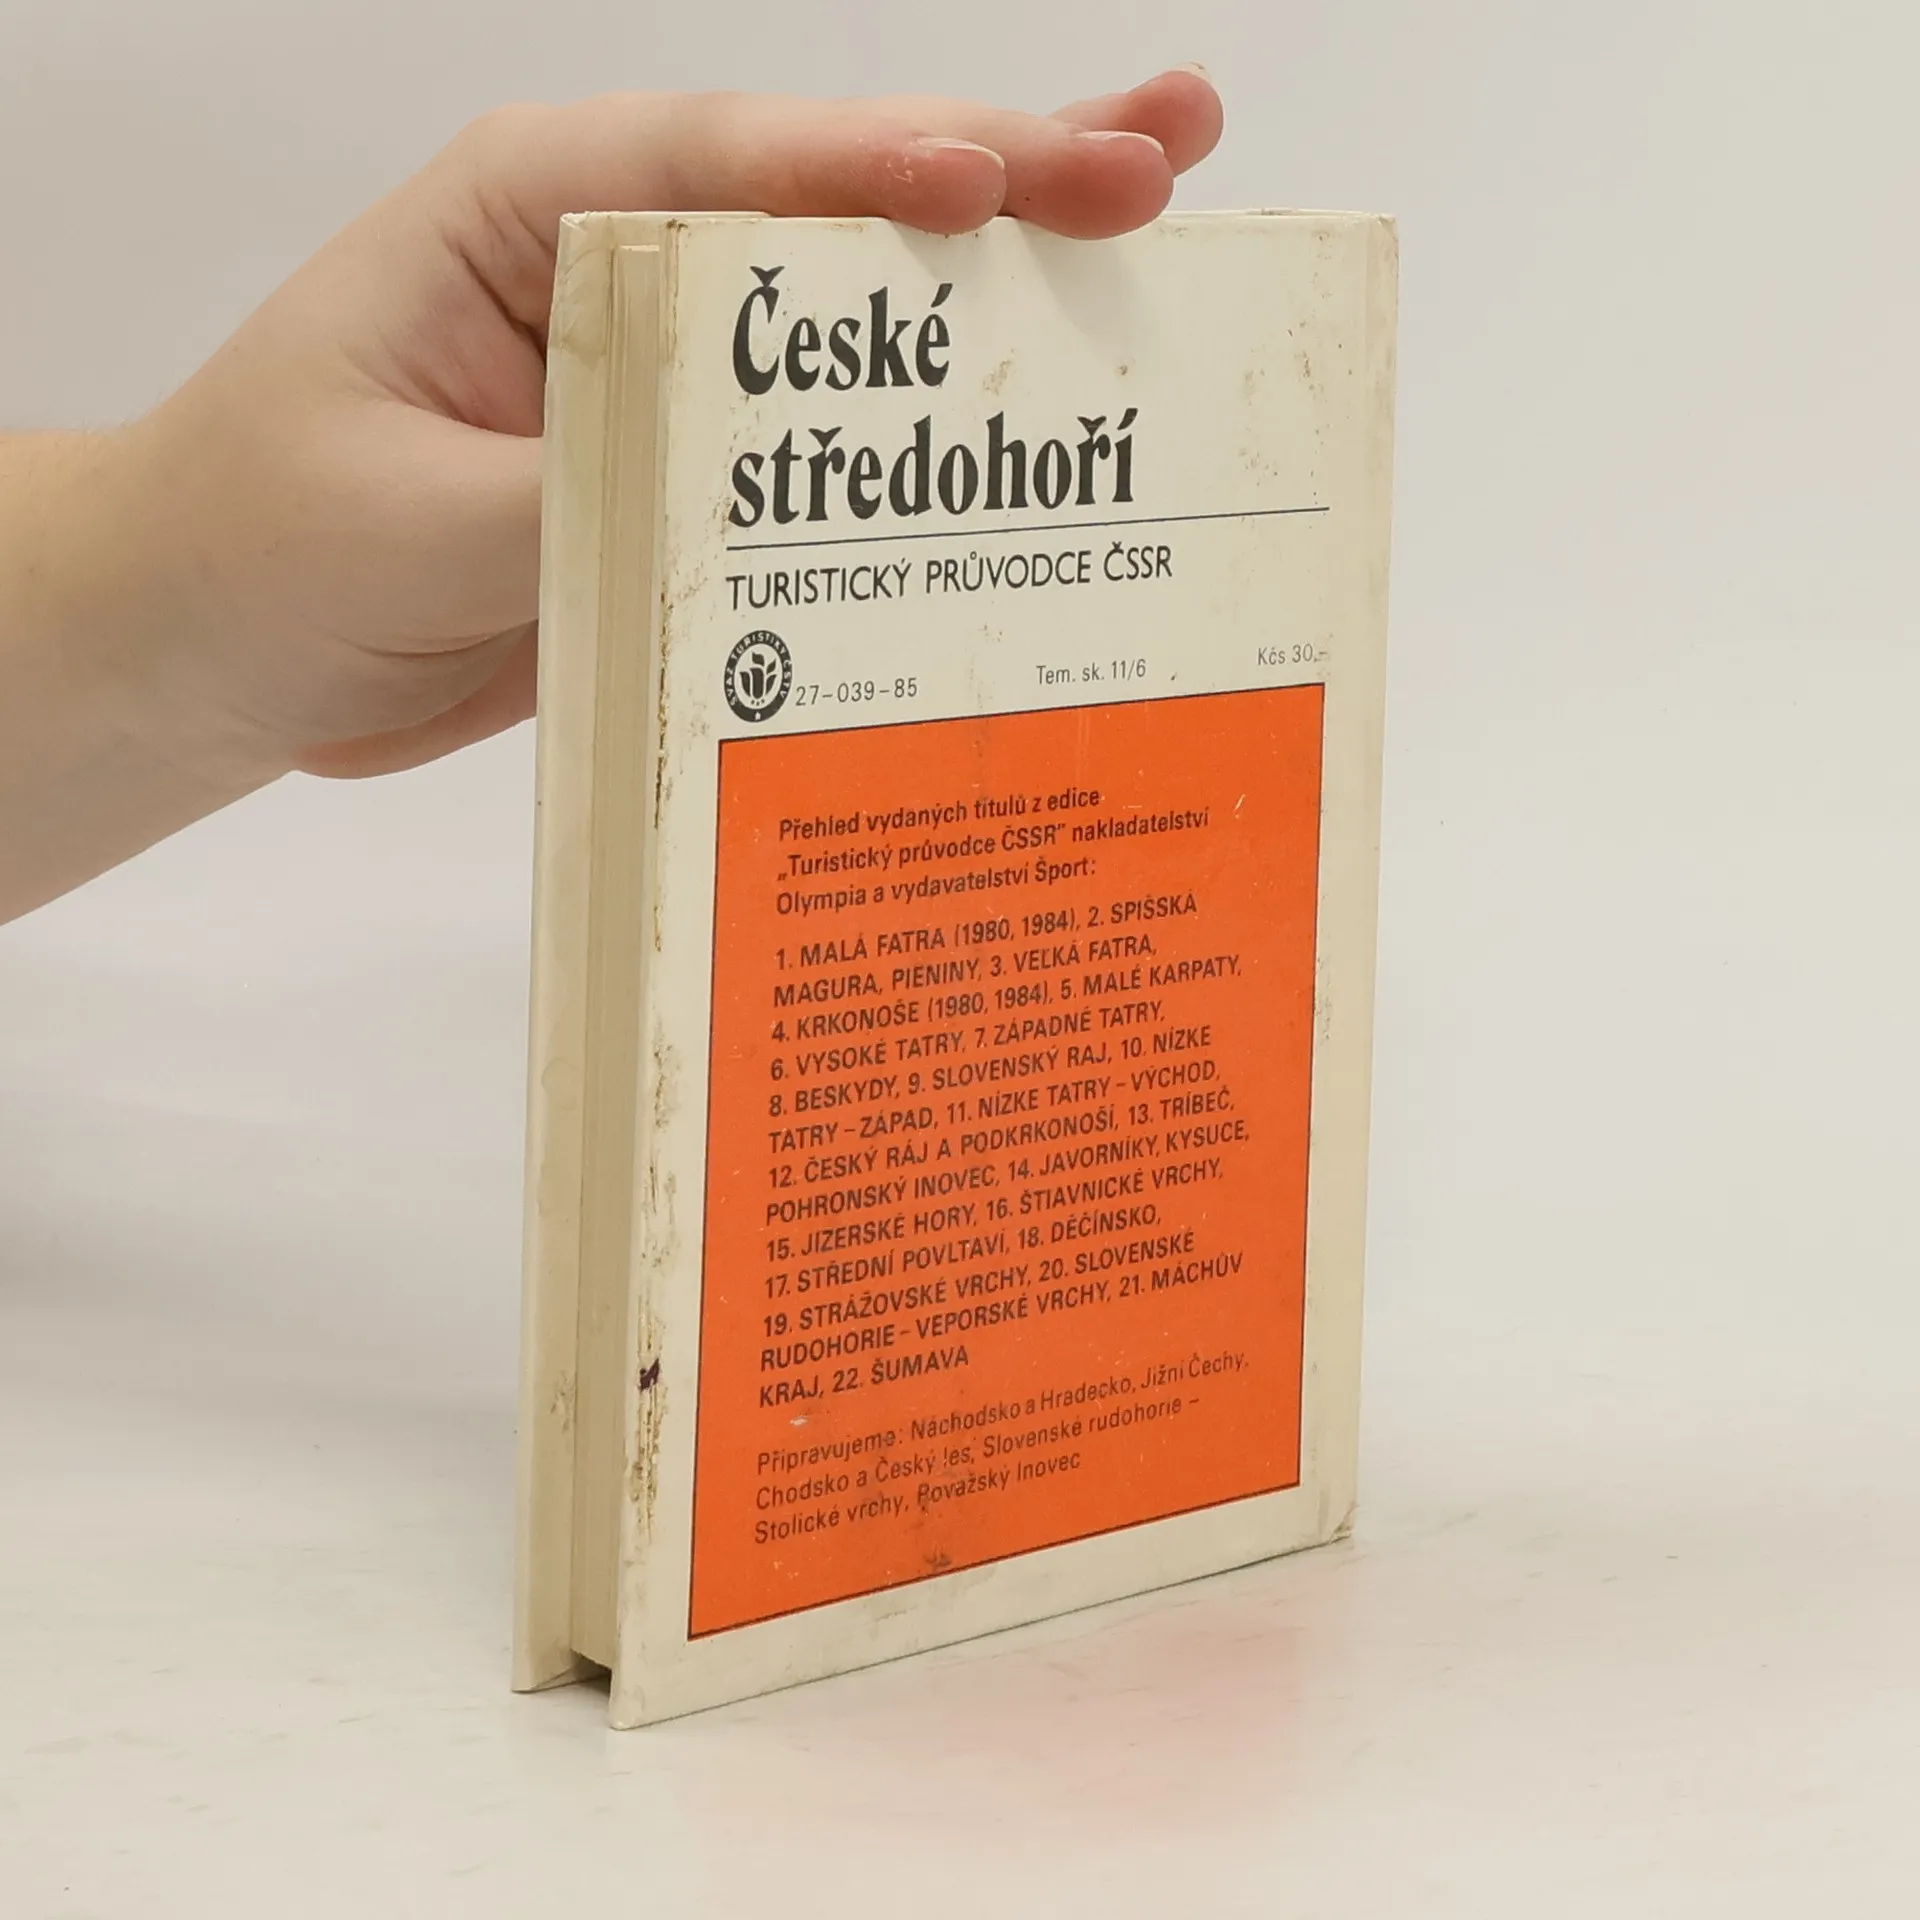 České
středohoří
TURISTICKÝ PRŮVODCE ČSSR
SVAZ TURISTIKY ČSTV
27-039-85
Tem. sk. 11/6
Kčs 30,-
Přehled vydaných titulů z edice
„Turistický průvodce ČSSR" nakladatelství
Olympia a vydavatelství Šport:
1. MALÁ FATRA (1980, 1984), 2. SPIŠSKÁ
MAGURA, PIENINY, 3. VEĽKÁ FATRA,
4. KRKONOŠE (1980, 1984), 5. MALÉ KARPATY,
6. VYSOKÉ TATRY, 7. ZÁPADNÉ TATRY,
8. BESKYDY, 9. SLOVENSKÝ RAJ, 10. NÍZKE
TATRY – ZÁPAD, 11. NÍZKE TATRY – VÝCHOD,
12. ČESKÝ RÁJ A PODKRKONOŠÍ, 13. TRÍBEČ,
POHRONSKÝ INOVEC, 14. JAVORNÍKY, KYSUCE,
15. JIZERSKÉ HORY, 16. ŠTIAVNICKÉ VRCHY,
17. STŘEDNÍ POVLTAVÍ, 18. DĚČÍNSKO,
19. STRÁŽOVSKÉ VRCHY, 20. SLOVENSKÉ
RUDOHORIE – VEPORSKÉ VRCHY, 21. MÁCHŮV
KRAJ, 22. ŠUMAVA
Připravujeme: Náchodsko a Hradecko, Jižní Čechy,
Chodsko a Český les, Slovenské rudohorie –
Stolické vrchy, Považský Inovec